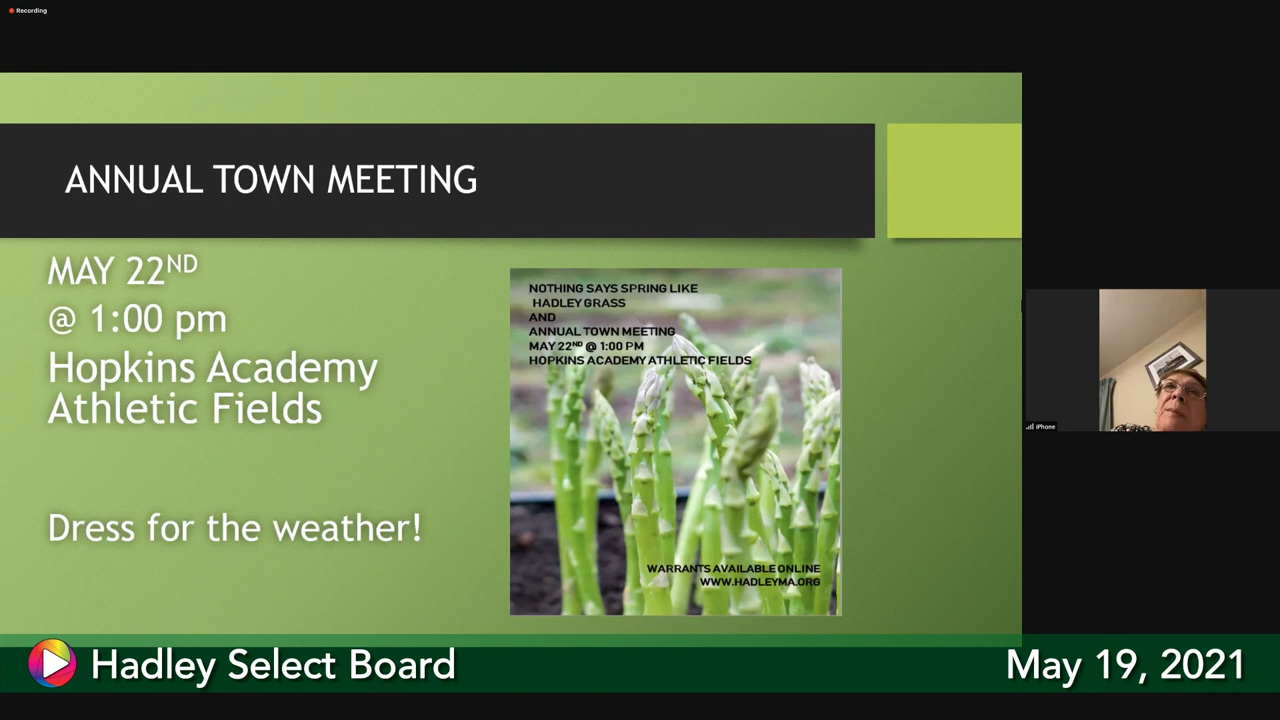 Recording
ANNUAL TOWN MEETING
MAY 22ND
@ 1:00 pm
Hopkins Academy
Athletic Fields
Dress for the weather!
NOTHING SAYS SPRING LIKE
HADLEY GRASS
AND
ANNUAL TOWN MEETING
MAY 22ND @ 1:00 PM
HOPKINS ACADEMY ATHLETIC FIELDS
WARRANTS AVAILABLE ONLINE
WWW.HADLEYMA.ORG
iPhone
Hadley Select Board
May 19, 2021